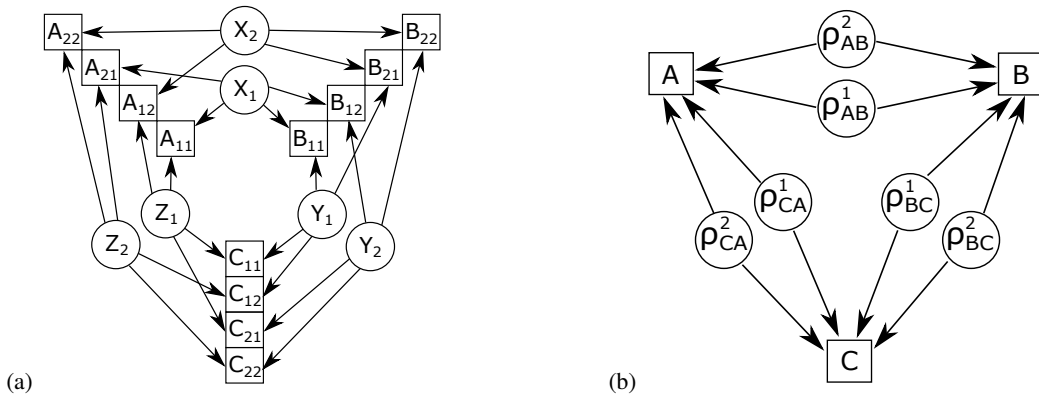 A₂₂
X₂
B₂₂
A₂₁
B₂₁
X₁
A₁₂
B₁₂
A₁₁
B₁₁
Z₁
Y₁
Z₂
Y₂
C₁₁
C₁₂
C₂₁
C₂₂
(a)
ρ²AB
A
B
ρ¹AB
ρ¹CA
ρ¹BC
ρ²CA
ρ²BC
C
(b)